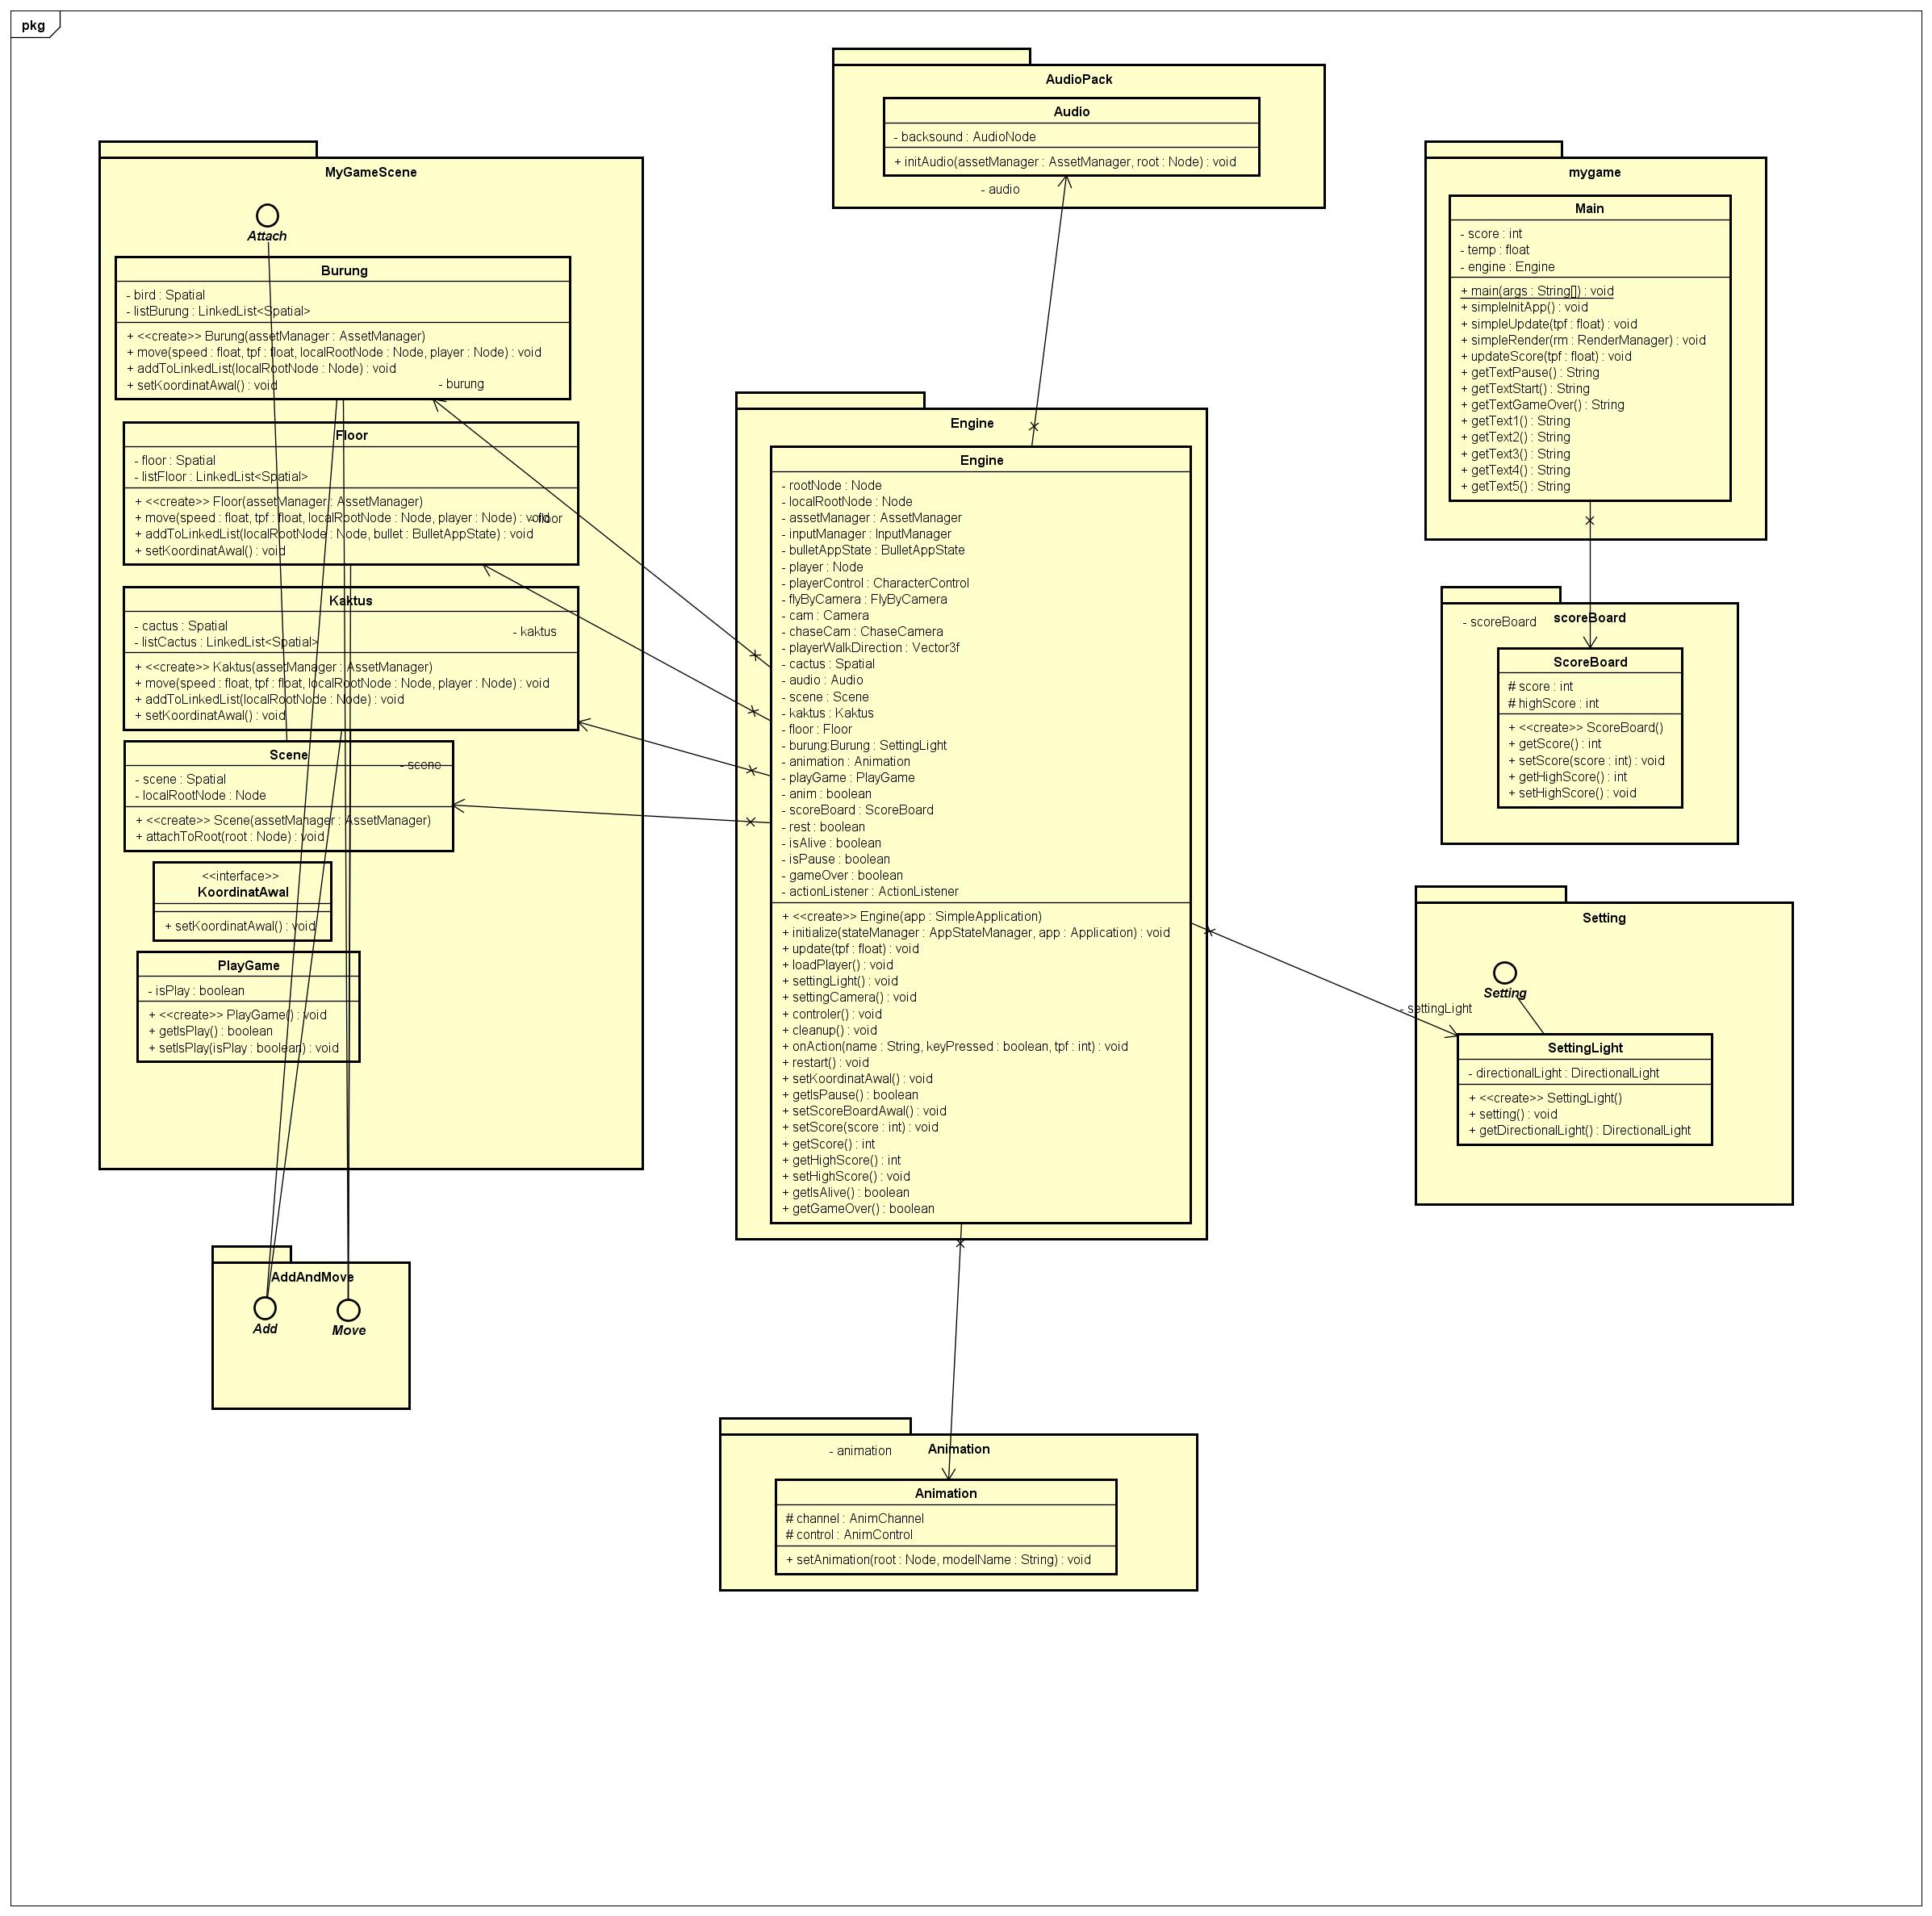 pkg
AudioPack
Audio
- backsound : AudioNode
+ initAudio(assetManager : AssetManager, root : Node) : void
- audio
MyGameScene
Attach
Burung
- bird : Spatial
- listBurung : LinkedList<Spatial>
+ <<create>> Burung(assetManager : AssetManager)
+ move(speed : float, tpf : float, localRootNode : Node, player : Node) : void
+ addToLinkedList(localRootNode : Node) : void
+ setKoordinatAwal() : void
- burung
Floor
- floor : Spatial
- listFloor : LinkedList<Spatial>
+ <<create>> Floor(assetManager : AssetManager)
+ move(speed : float, tpf : float, localRootNode : Node, player : Node) : void
- floor
+ addToLinkedList(localRootNode : Node, bullet : BulletAppState) : void
+ setKoordinatAwal() : void
Kaktus
- cactus : Spatial
- kaktus
- listCactus : LinkedList<Spatial>
+ <<create>> Kaktus(assetManager : AssetManager)
+ move(speed : float, tpf : float, localRootNode : Node, player : Node) : void
+ addToLinkedList(localRootNode : Node) : void
+ setKoordinatAwal() : void
Scene
- scene
- scene : Spatial
- localRootNode : Node
+ <<create>> Scene(assetManager : AssetManager)
+ attachToRoot(root : Node) : void
<<interface>>
KoordinatAwal
+ setKoordinatAwal() : void
PlayGame
- isPlay : boolean
+ <<create>> PlayGame() : void
+ getIsPlay() : boolean
+ setIsPlay(isPlay : boolean) : void
AddAndMove
Add
Move
Engine
Engine
- rootNode : Node
- localRootNode : Node
- assetManager : AssetManager
- inputManager : InputManager
- bulletAppState : BulletAppState
- player : Node
- playerControl : CharacterControl
- flyByCamera : FlyByCamera
- cam : Camera
- chaseCam : ChaseCamera
- playerWalkDirection : Vector3f
- cactus : Spatial
- audio : Audio
- scene : Scene
- kaktus : Kaktus
- floor : Floor
- burung:Burung : SettingLight
- animation : Animation
- playGame : PlayGame
- anim : boolean
- scoreBoard : ScoreBoard
- rest : boolean
- isAlive : boolean
- isPause : boolean
- gameOver : boolean
- actionListener : ActionListener
+ <<create>> Engine(app : SimpleApplication)
+ initialize(stateManager : AppStateManager, app : Application) : void
+ update(tpf : float) : void
+ loadPlayer() : void
+ settingLight() : void
+ settingCamera() : void
+ controler() : void
+ cleanup() : void
+ onAction(name : String, keyPressed : boolean, tpf : int) : void
+ restart() : void
+ setKoordinatAwal() : void
+ getIsPause() : boolean
+ setScoreBoardAwal() : void
+ setScore(score : int) : void
+ getScore() : int
+ getHighScore() : int
+ setHighScore() : void
+ getIsAlive() : boolean
+ getGameOver() : boolean
- animation
Animation
Animation
# channel : AnimChannel
# control : AnimControl
+ setAnimation(root : Node, modelName : String) : void
mygame
Main
- score : int
- temp : float
- engine : Engine
+ main(args : String[]) : void
+ simpleInitApp() : void
+ simpleUpdate(tpf : float) : void
+ simpleRender(rm : RenderManager) : void
+ updateScore(tpf : float) : void
+ getTextPause() : String
+ getTextStart() : String
+ getTextGameOver() : String
+ getText1() : String
+ getText2() : String
+ getText3() : String
+ getText4() : String
+ getText5() : String
- scoreBoard
scoreBoard
ScoreBoard
# score : int
# highScore : int
+ <<create>> ScoreBoard()
+ getScore() : int
+ setScore(score : int) : void
+ getHighScore() : int
+ setHighScore() : void
Setting
Setting
- settingLight
SettingLight
- directionalLight : DirectionalLight
+ <<create>> SettingLight()
+ setting() : void
+ getDirectionalLight() : DirectionalLight